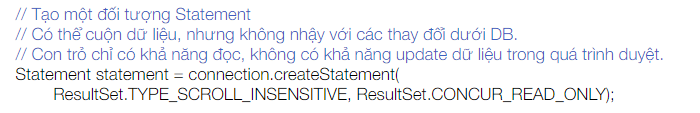 // Tạo một đối tượng Statement
// Có thể cuộn dữ liệu, nhưng không nhậy với các thay đổi dưới DB.
// Con trỏ chỉ có khả năng đọc, không có khả năng update dữ liệu trong quá trình duyệt.
Statement statement = connection.createStatement(
ResultSet.TYPE_SCROLL_INSENSITIVE, ResultSet.CONCUR_READ_ONLY);